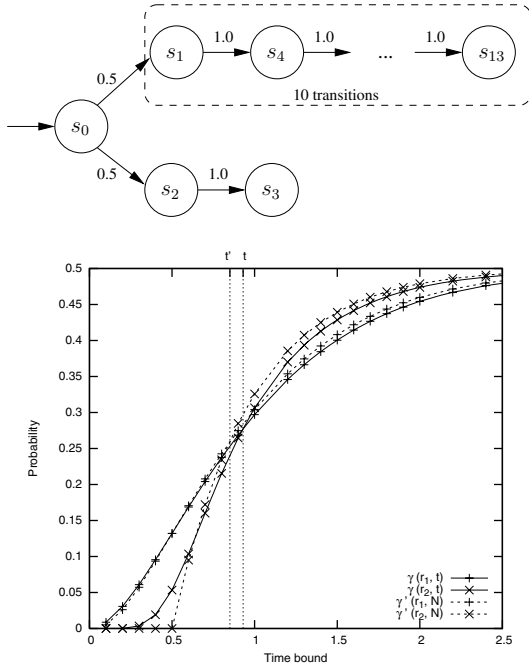 s1 1.0 s4 1.0 ... 1.0 s13
10 transitions
0.5
s0
0.5
s2 1.0 s3
t' t
0.5
0.45
0.4
0.35
0.3
0.25
0.2
0.15
0.1
0.05
0
Probability
γ (r1, t)
γ (r2, t)
γ ' (r1, N)
γ ' (r2, N)
0 0.5 1 1.5 2 2.5
Time bound